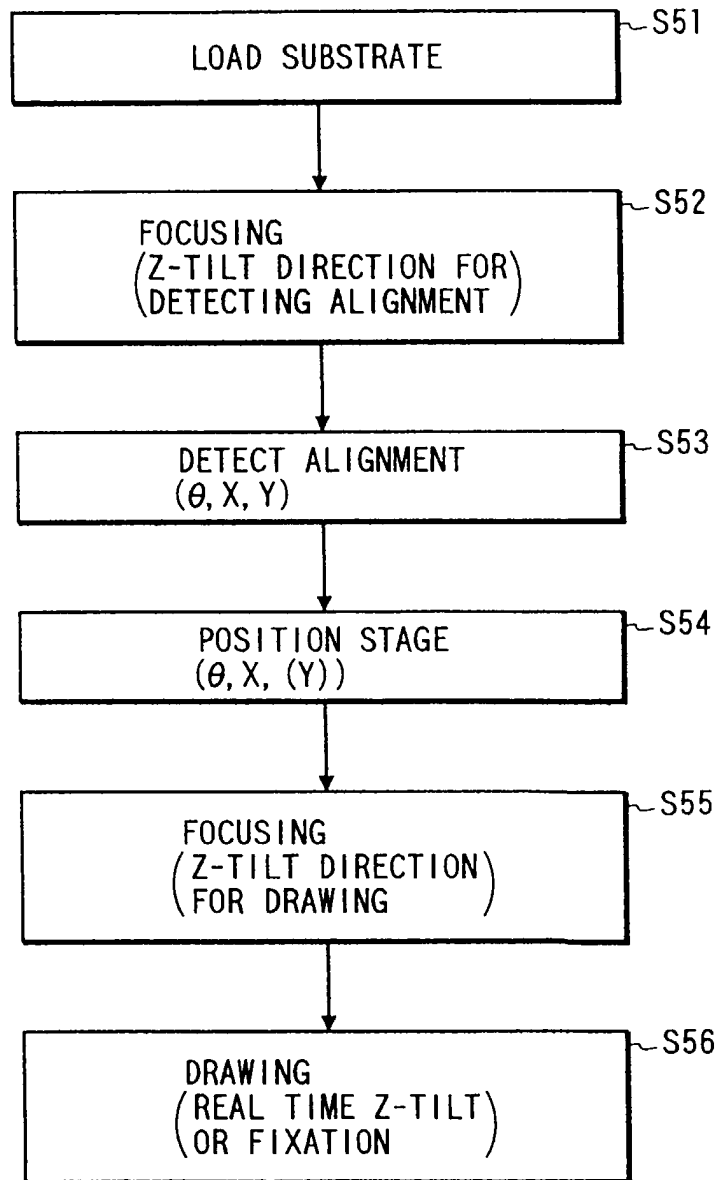 LOAD SUBSTRATE
S51
FOCUSING
(Z-TILT DIRECTION FOR
DETECTING ALIGNMENT)
S52
DETECT ALIGNMENT
(θ, X, Y)
S53
POSITION STAGE
(θ, X, (Y))
S54
FOCUSING
(Z-TILT DIRECTION
FOR DRAWING)
S55
DRAWING
(REAL TIME Z-TILT
OR FIXATION)
S56